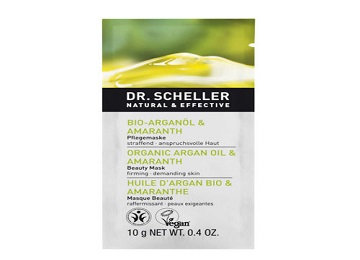 DR. SCHELLER
NATURAL & EFFECTIVE
BIO-ARGANÖL &
AMARANTH
Pflegemaske
straffend · anspruchsvolle Haut
ORGANIC ARGAN OIL &
AMARANTH
Beauty Mask
firming · demanding skin
HUILE D'ARGAN BIO &
AMARANTHE
Masque Beauté
raffermissant · peaux exigeantes
vegan
10 g NET WT. 0.4 OZ.